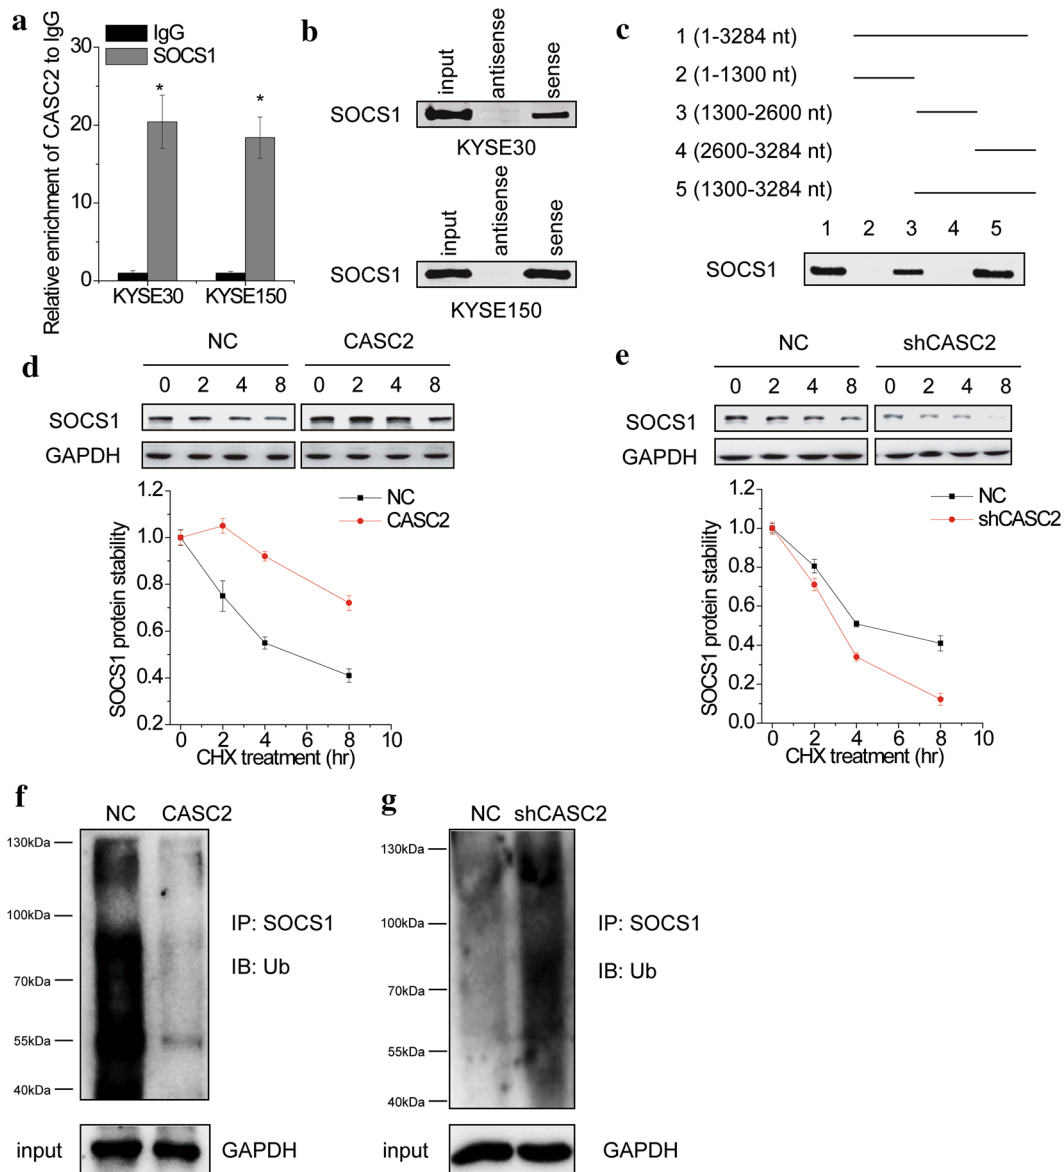 a
IgG
SOCS1
Relative enrichment of CASC2 to IgG
30
20
10
0
*
*
KYSE30
KYSE150
b
input
antisense
sense
SOCS1
KYSE30
input
antisense
sense
SOCS1
KYSE150
c
1 (1-3284 nt)
2 (1-1300 nt)
3 (1300-2600 nt)
4 (2600-3284 nt)
5 (1300-3284 nt)
1 2 3 4 5
SOCS1
d
NC CASC2
0 2 4 8 0 2 4 8
SOCS1
GAPDH
SOCS1 protein stability
1.2
1.0
0.8
0.6
0.4
0.2
NC
CASC2
0 2 4 6 8 10
CHX treatment (hr)
e
NC shCASC2
0 2 4 8 0 2 4 8
SOCS1
GAPDH
SOCS1 protein stability
1.2
1.0
0.8
0.6
0.4
0.2
0.0
NC
shCASC2
0 2 4 6 8 10
CHX treatment (hr)
f
NC CASC2
130kDa
100kDa
70kDa
55kDa
40kDa
IP: SOCS1
IB: Ub
input GAPDH
g
NC shCASC2
130kDa
100kDa
70kDa
55kDa
40kDa
IP: SOCS1
IB: Ub
input GAPDH